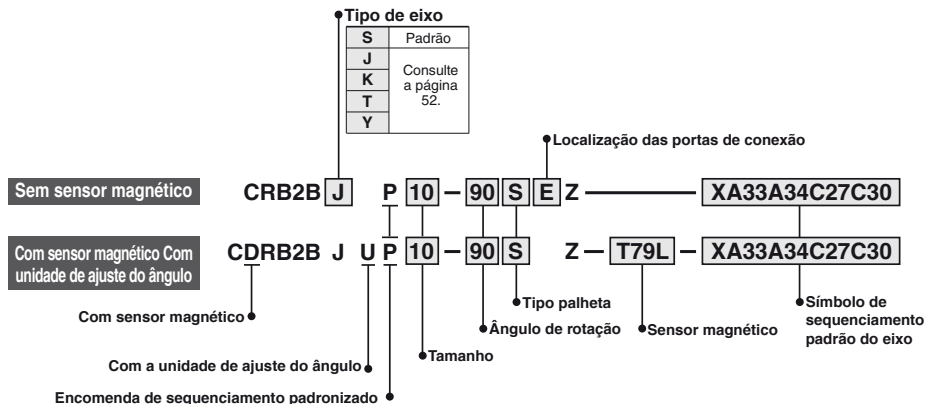 Tipo de eixo
S Padrão
J
K
T
Y
Consulte
a página
52.
Localização das portas de conexão
Sem sensor magnético
CRB2B J P 10 – 90 S E Z XA33A34C27C30
Com sensor magnético Com
unidade de ajuste do ângulo
CDRB2B J U P 10 – 90 S Z – T79L – XA33A34C27C30
Com sensor magnético
Com a unidade de ajuste do ângulo
Encomenda de sequenciamento padronizado
Tamanho
Ângulo de rotação
Tipo palheta
Sensor magnético
Símbolo de
sequenciamento
padrão do eixo